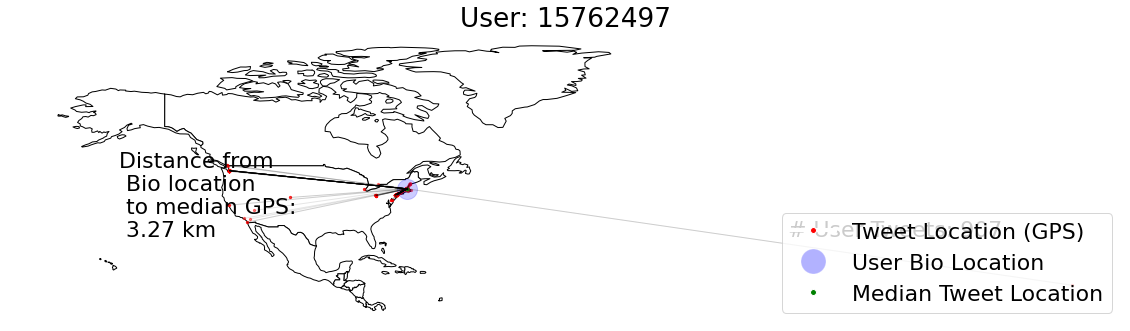 User: 15762497
Distance from
Bio location
to median GPS:
3.27 km
# User Tweets: 967
Tweet Location (GPS)
User Bio Location
Median Tweet Location